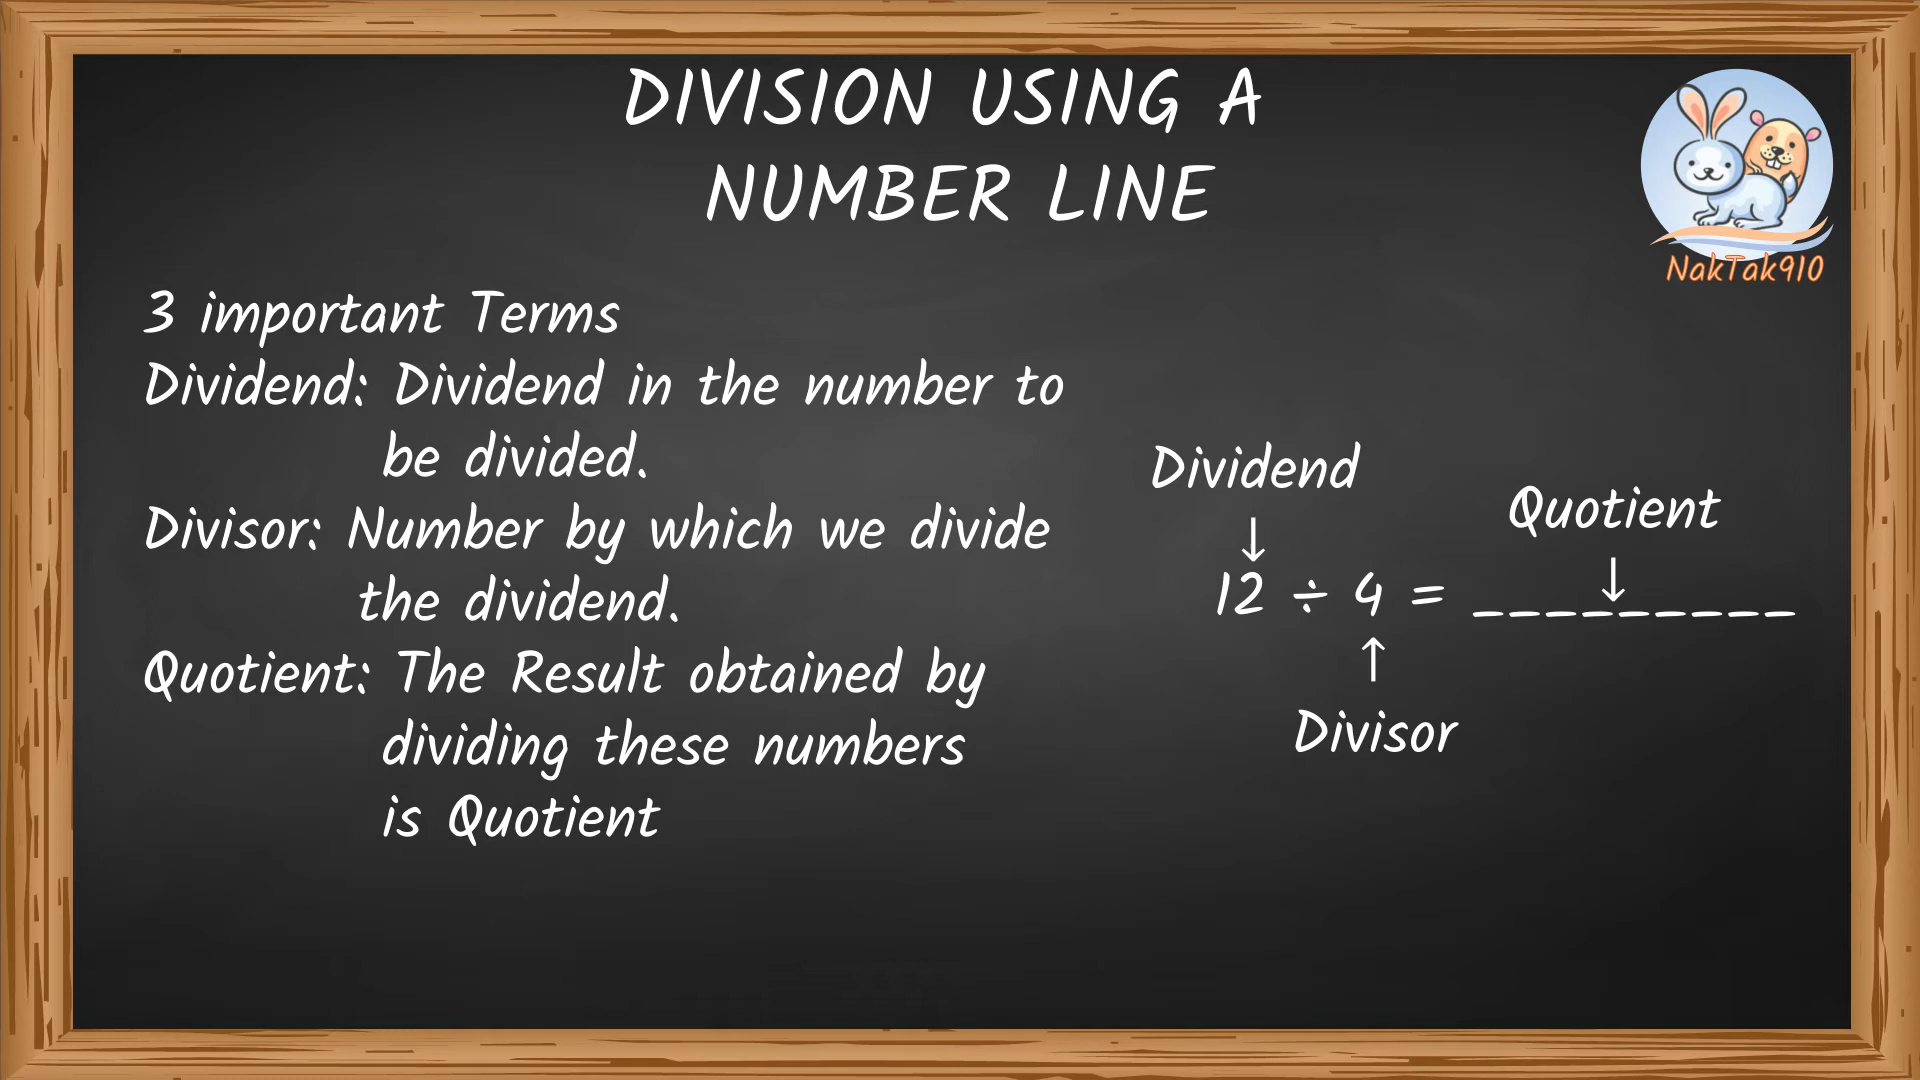 DIVISION USING A
NUMBER LINE
NakTak910
3 important Terms
Dividend: Dividend in the number to
be divided.
Divisor: Number by which we divide
the dividend.
Quotient: The Result obtained by
dividing these numbers
is Quotient
Dividend
Quotient
↓
↓
12 ÷ 4 = _________
↑
Divisor